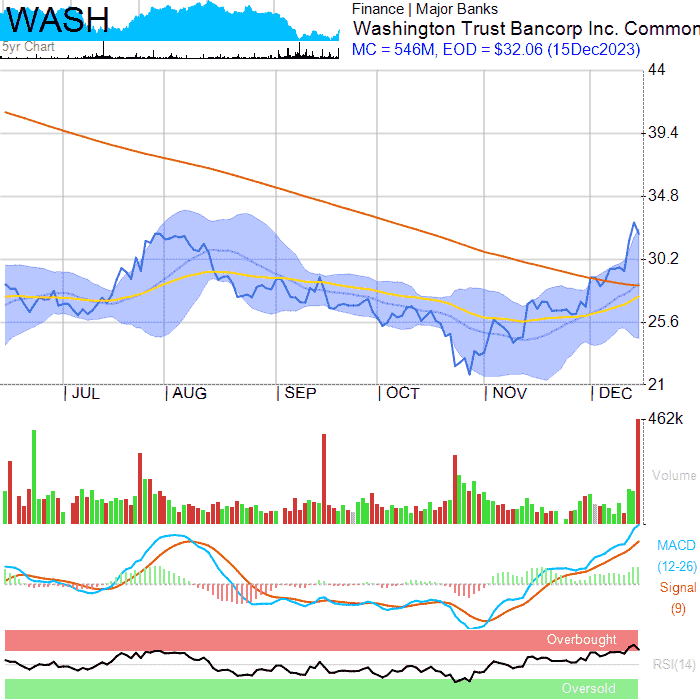 WASH
5yr Chart
Finance | Major Banks
Washington Trust Bancorp Inc. Common
MC = 546M, EOD = $32.06 (15Dec2023)
44
39.4
34.8
30.2
25.6
21
| JUL | AUG | SEP | OCT | NOV | DEC
462k
Volume
MACD
(12-26)
Signal
(9)
Overbought
RSI(14)
Oversold